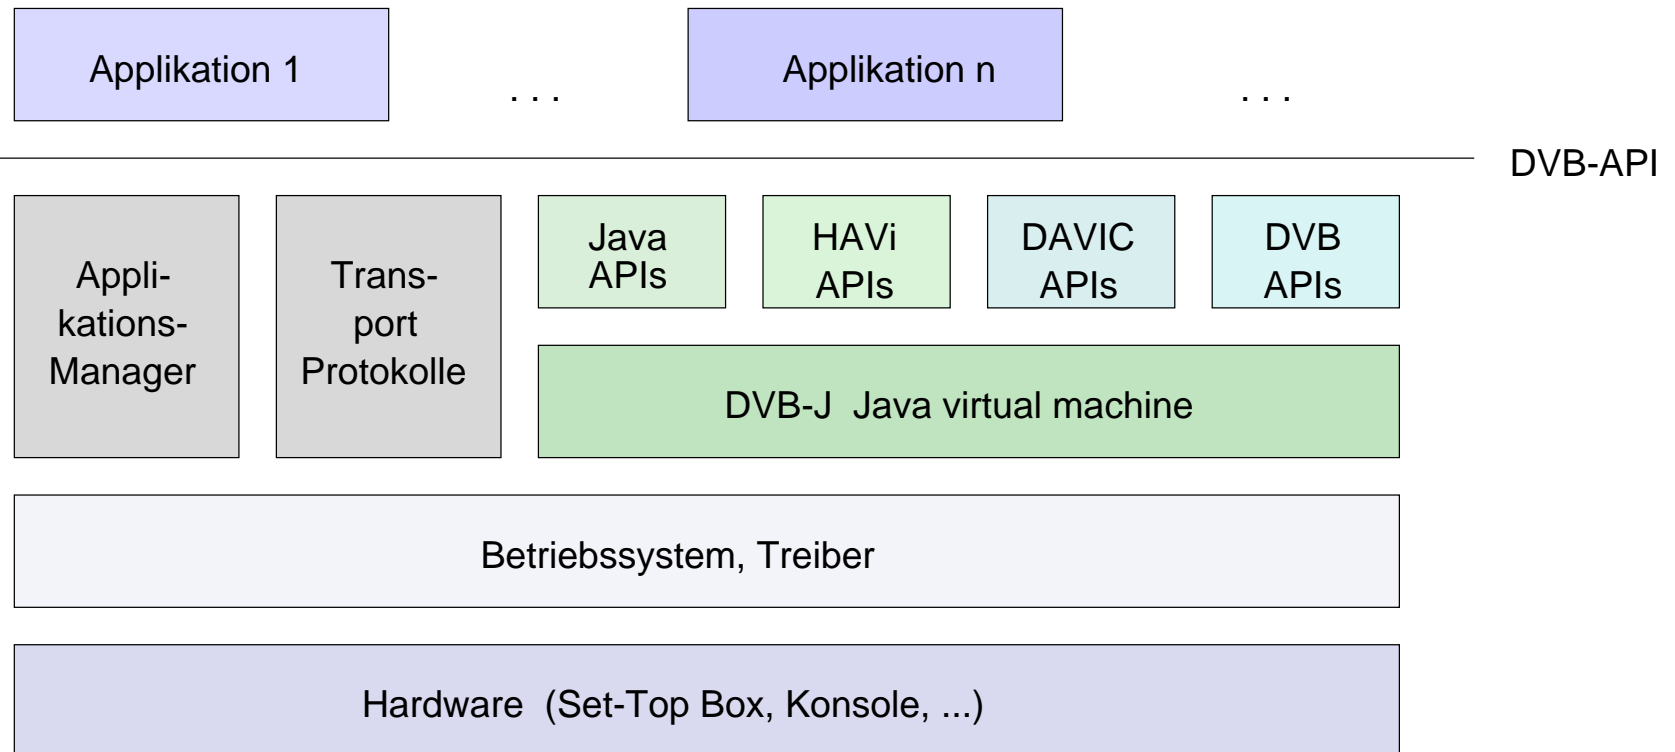 Applikation 1
. . .
Applikation n
. . .
DVB-API
Appli-
kations-
Manager
Trans-
port
Protokolle
Java
APIs
HAVi
APIs
DAVIC
APIs
DVB
APIs
DVB-J  Java virtual machine
Betriebssystem, Treiber
Hardware  (Set-Top Box, Konsole, ...)